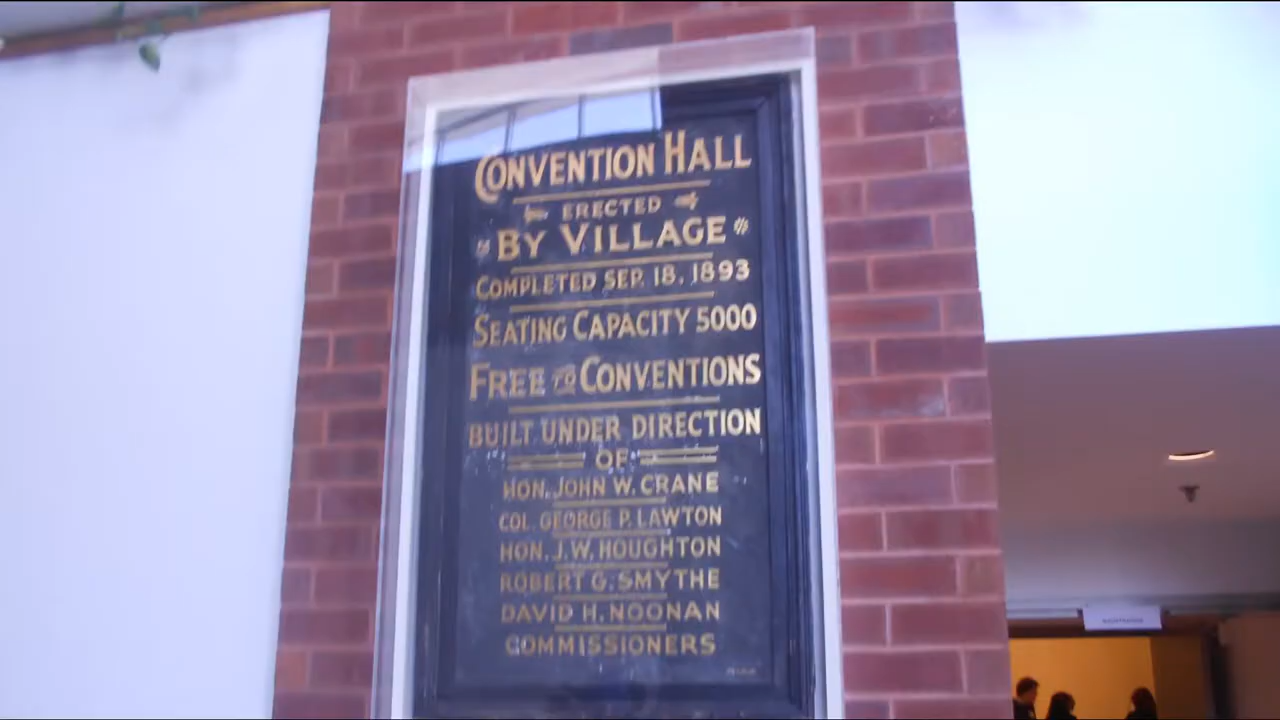 CONVENTION HALL
ERECTED
BY VILLAGE
COMPLETED SEP. 18, 1893
SEATING CAPACITY 5000
FREE TO CONVENTIONS
BUILT UNDER DIRECTION
OF
HON. JOHN W. CRANE
COL. GEORGE P. LAWTON
HON. J. W. HOUGHTON
ROBERT G. SMYTHE
DAVID H. NOONAN
COMMISSIONERS